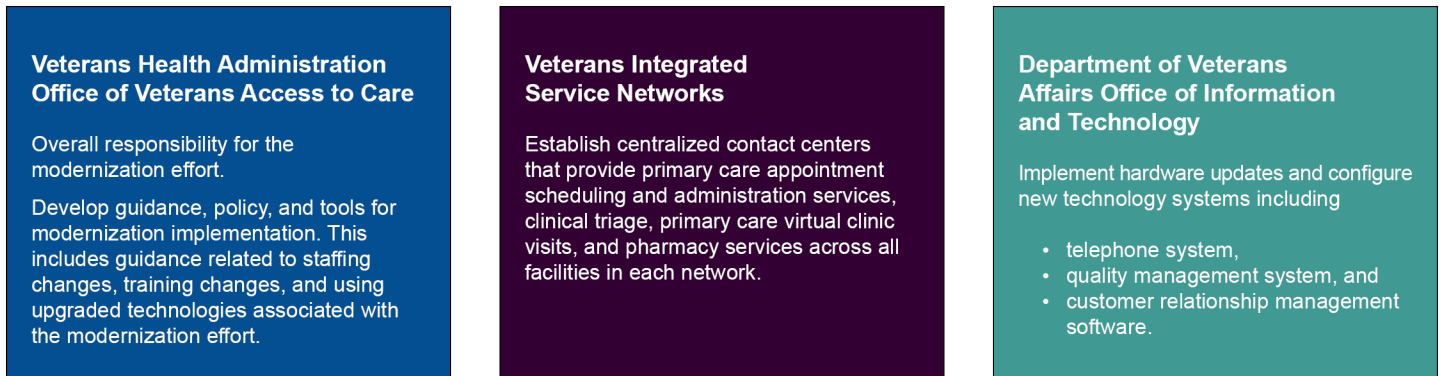 Veterans Health Administration
Office of Veterans Access to Care
Overall responsibility for the
modernization effort.
Develop guidance, policy, and tools for
modernization implementation. This
includes guidance related to staffing
changes, training changes, and using
upgraded technologies associated with
the modernization effort.
Veterans Integrated
Service Networks
Establish centralized contact centers
that provide primary care appointment
scheduling and administration services,
clinical triage, primary care virtual clinic
visits, and pharmacy services across all
facilities in each network.
Department of Veterans
Affairs Office of Information
and Technology
Implement hardware updates and configure
new technology systems including
• telephone system,
• quality management system, and
• customer relationship management
software.